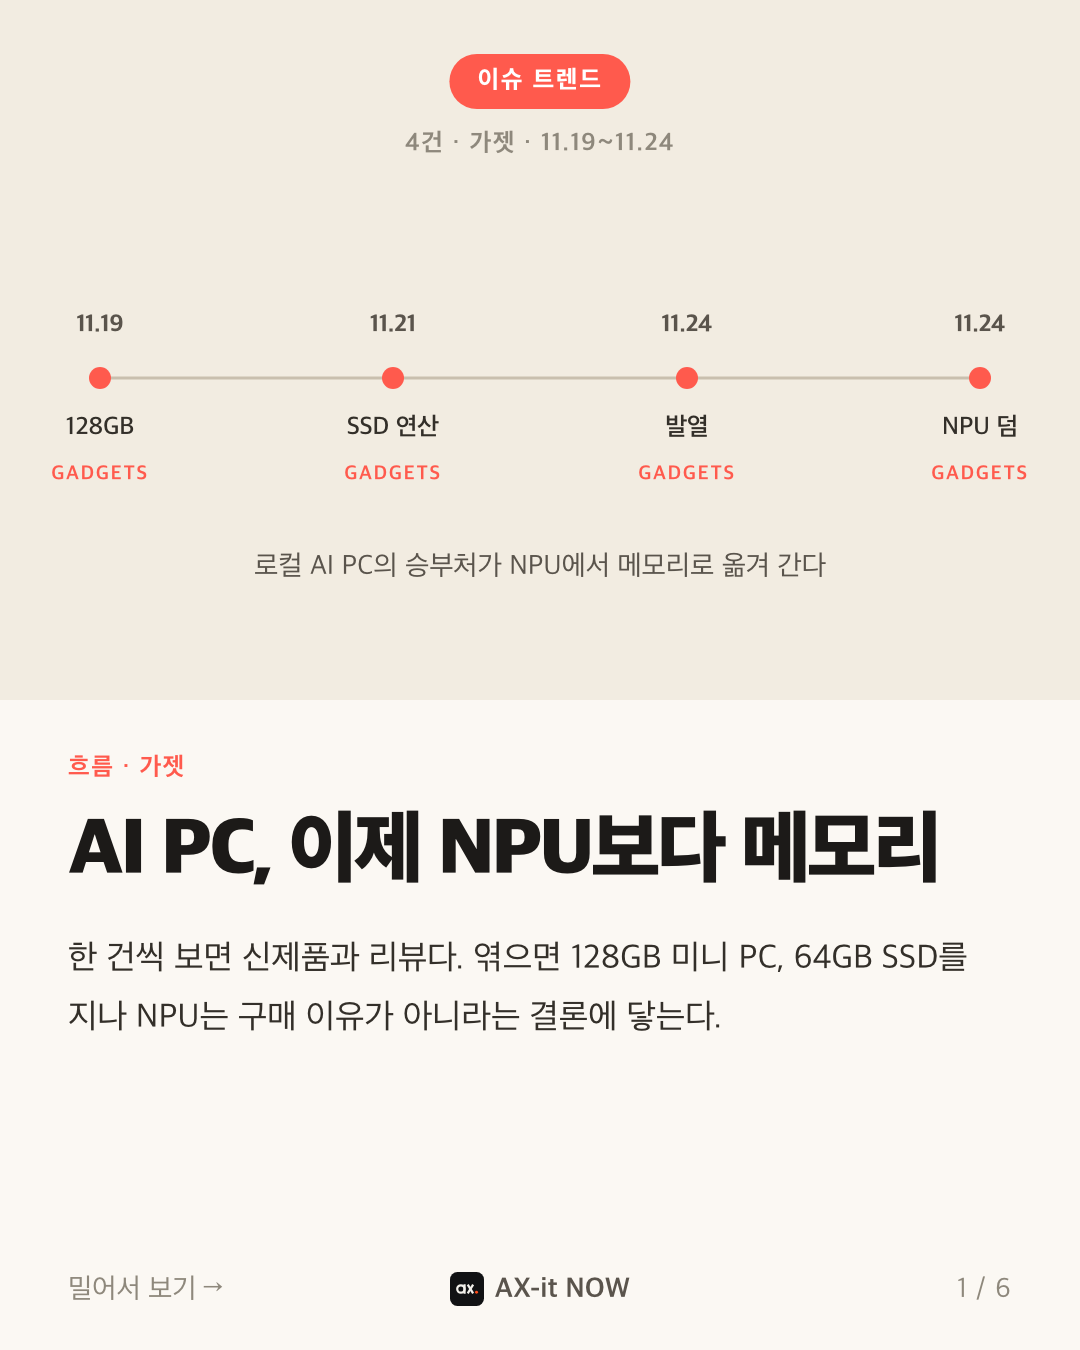 이슈 트렌드
4건 · 가젯 · 11.19~11.24
11.19 11.21 11.24 11.24
128GB SSD 연산 발열 NPU 덤
GADGETS GADGETS GADGETS GADGETS
로컬 AI PC의 승부처가 NPU에서 메모리로 옮겨 간다
흐름 · 가젯
AI PC, 이제 NPU보다 메모리
한 건씩 보면 신제품과 리뷰다. 엮으면 128GB 미니 PC, 64GB SSD를
지나 NPU는 구매 이유가 아니라는 결론에 닿는다.
밀어서 보기 → ax. AX-it NOW 1 / 6